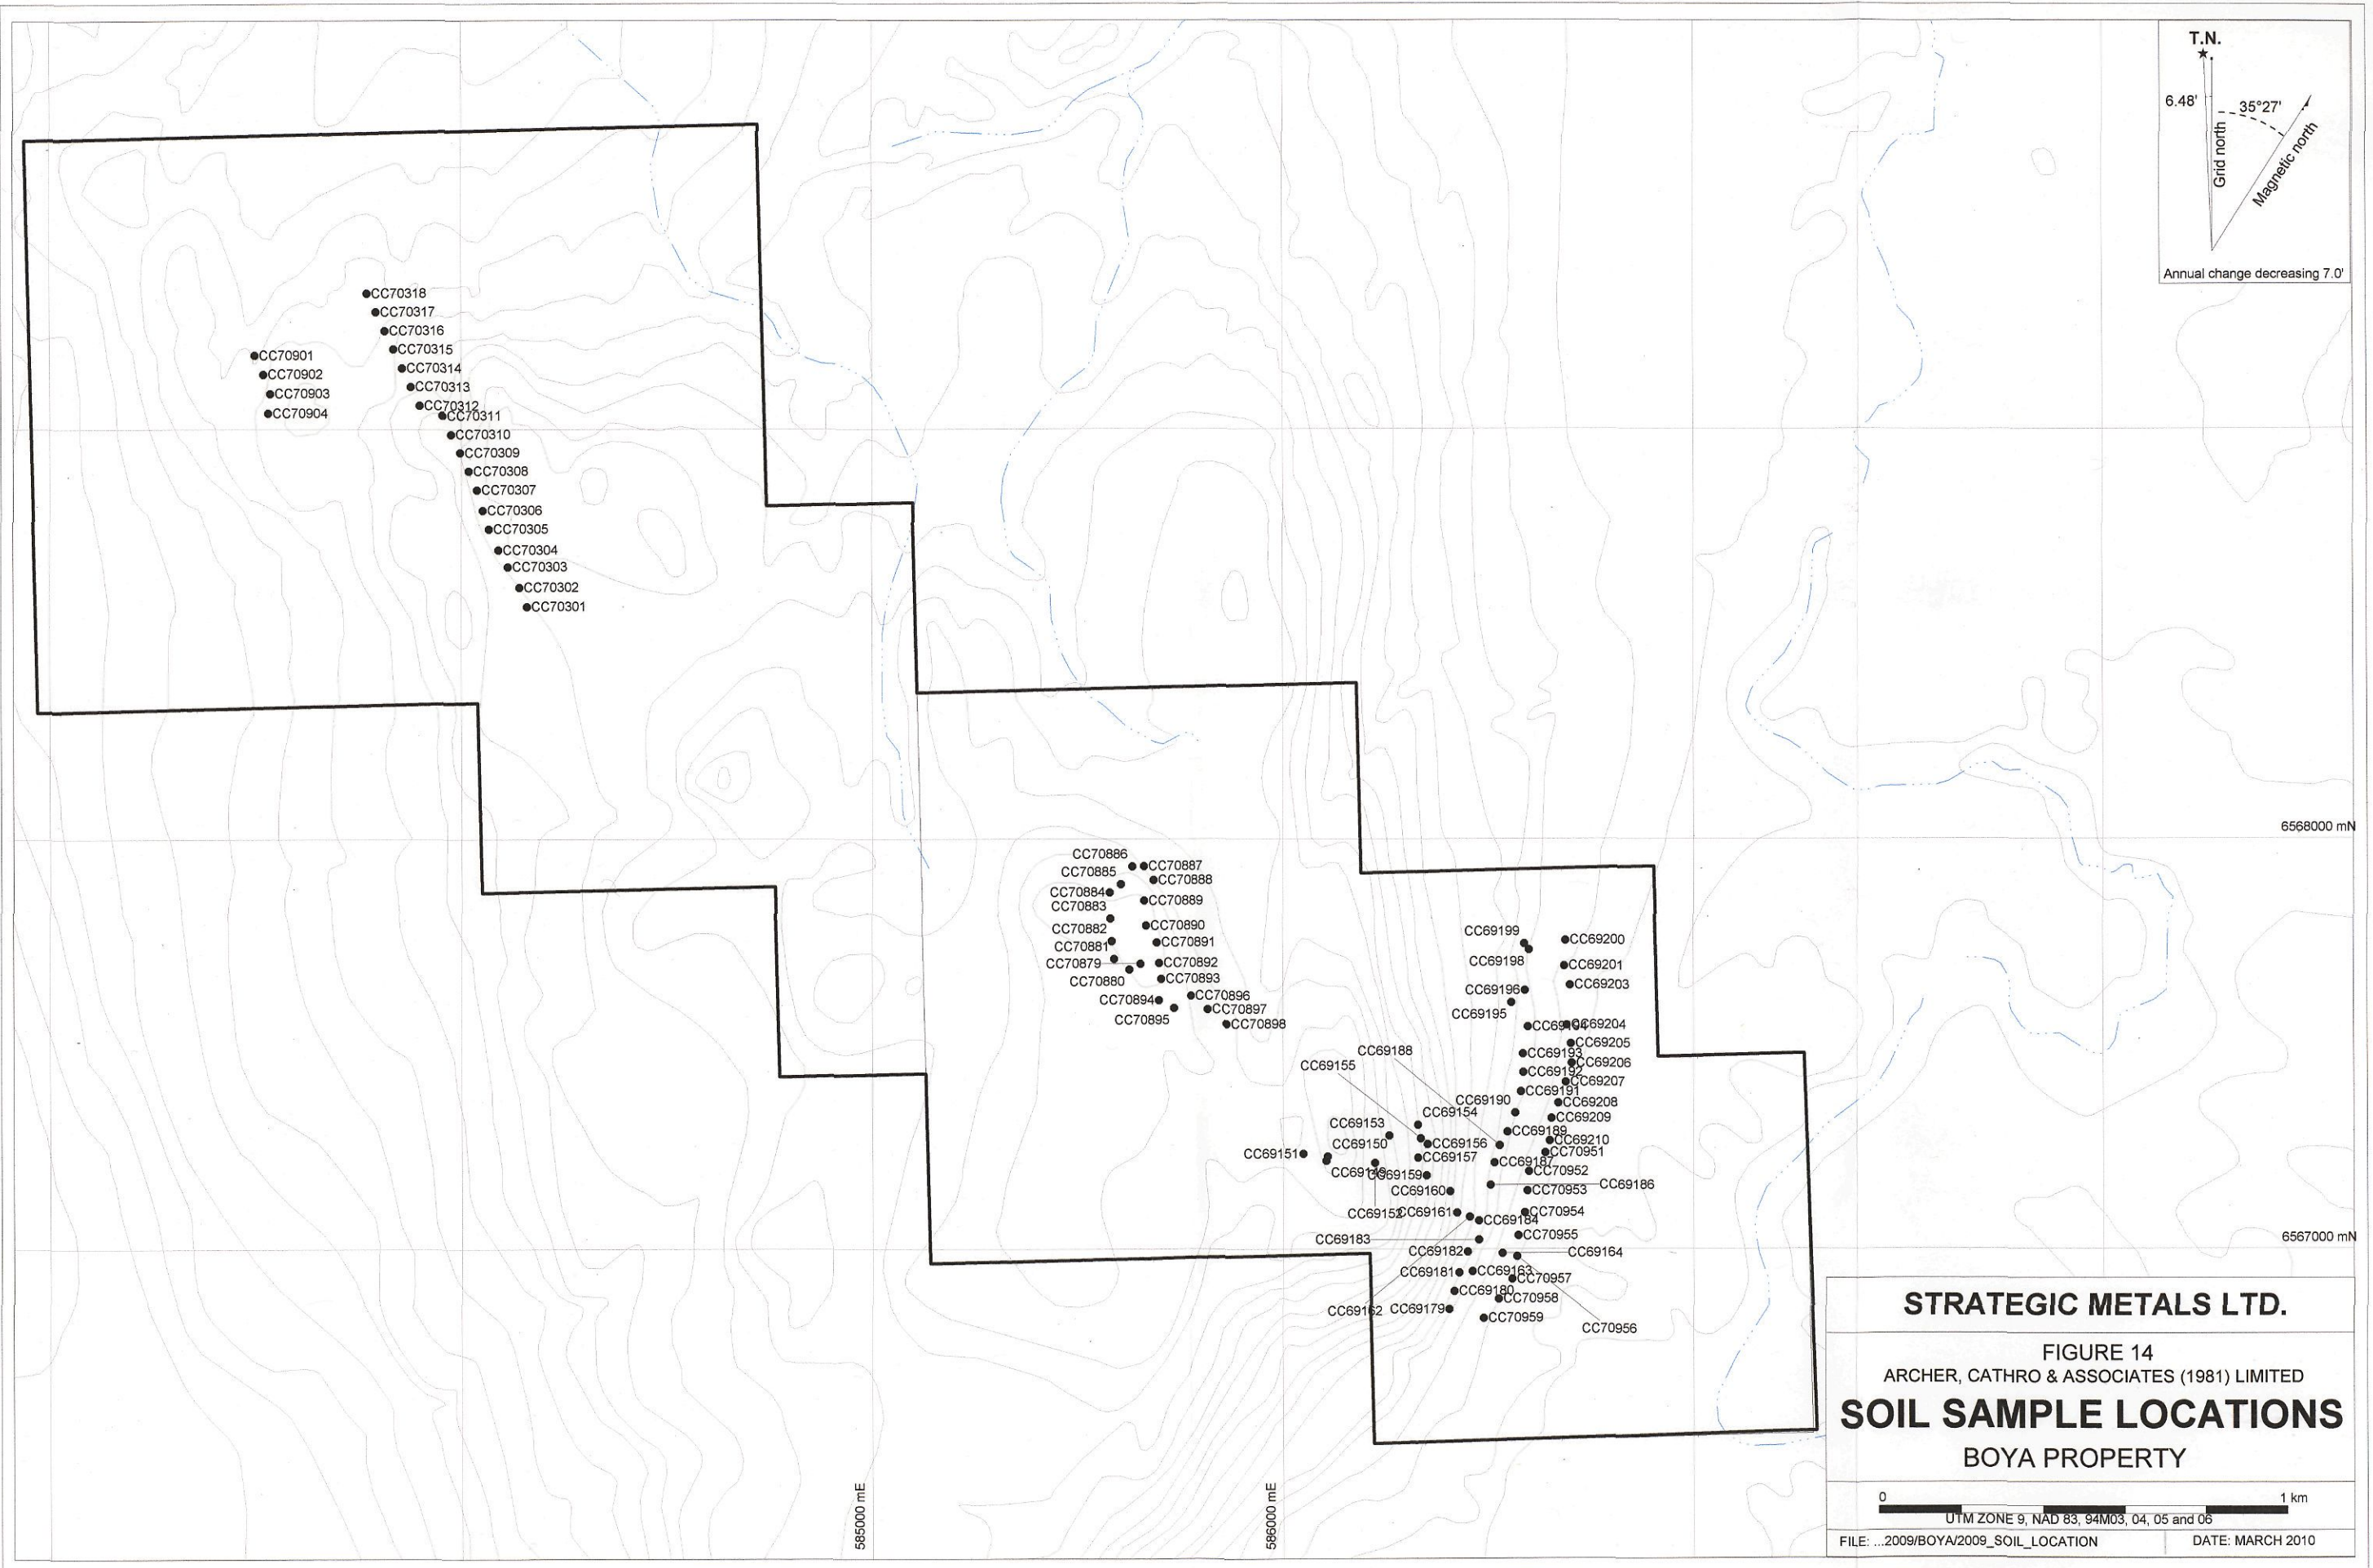 T.N.
6.48'
35°27'
Grid north
Magnetic north
Annual change decreasing 7.0'
CC70318
CC70317
CC70316
CC70315
CC70314
CC70313
CC70312
CC70311
CC70310
CC70309
CC70308
CC70307
CC70306
CC70305
CC70304
CC70303
CC70302
CC70301
CC70901
CC70902
CC70903
CC70904
6568000 mN
CC70886
CC70887
CC70885
CC70888
CC70884
CC70889
CC70883
CC70882
CC70890
CC70881
CC70891
CC70879
CC70892
CC70880
CC70893
CC70894
CC70896
CC70895
CC70897
CC70898
CC69199
CC69200
CC69198
CC69201
CC69196
CC69203
CC69195
CC69194
CC69204
CC69205
CC69193
CC69206
CC69192
CC69207
CC69191
CC69208
CC69190
CC69209
CC69188
CC69155
CC69154
CC69153
CC69150
CC69156
CC69189
CC69210
CC69151
CC69157
CC70951
CC69187
CC70952
CC69149
CC69159
CC69186
CC69160
CC70953
CC69152
CC69161
CC69184
CC70954
CC69183
CC70955
CC69182
CC69164
CC69181
CC69163
CC70957
CC69180
CC70958
CC69162
CC69179
CC70959
CC70956
6567000 mN
585000 mE
586000 mE
STRATEGIC METALS LTD.
FIGURE 14
ARCHER, CATHRO & ASSOCIATES (1981) LIMITED
SOIL SAMPLE LOCATIONS
BOYA PROPERTY
0
1 km
UTM ZONE 9, NAD 83, 94M03, 04, 05 and 06
FILE: ...2009/BOYA/2009_SOIL_LOCATION
DATE: MARCH 2010